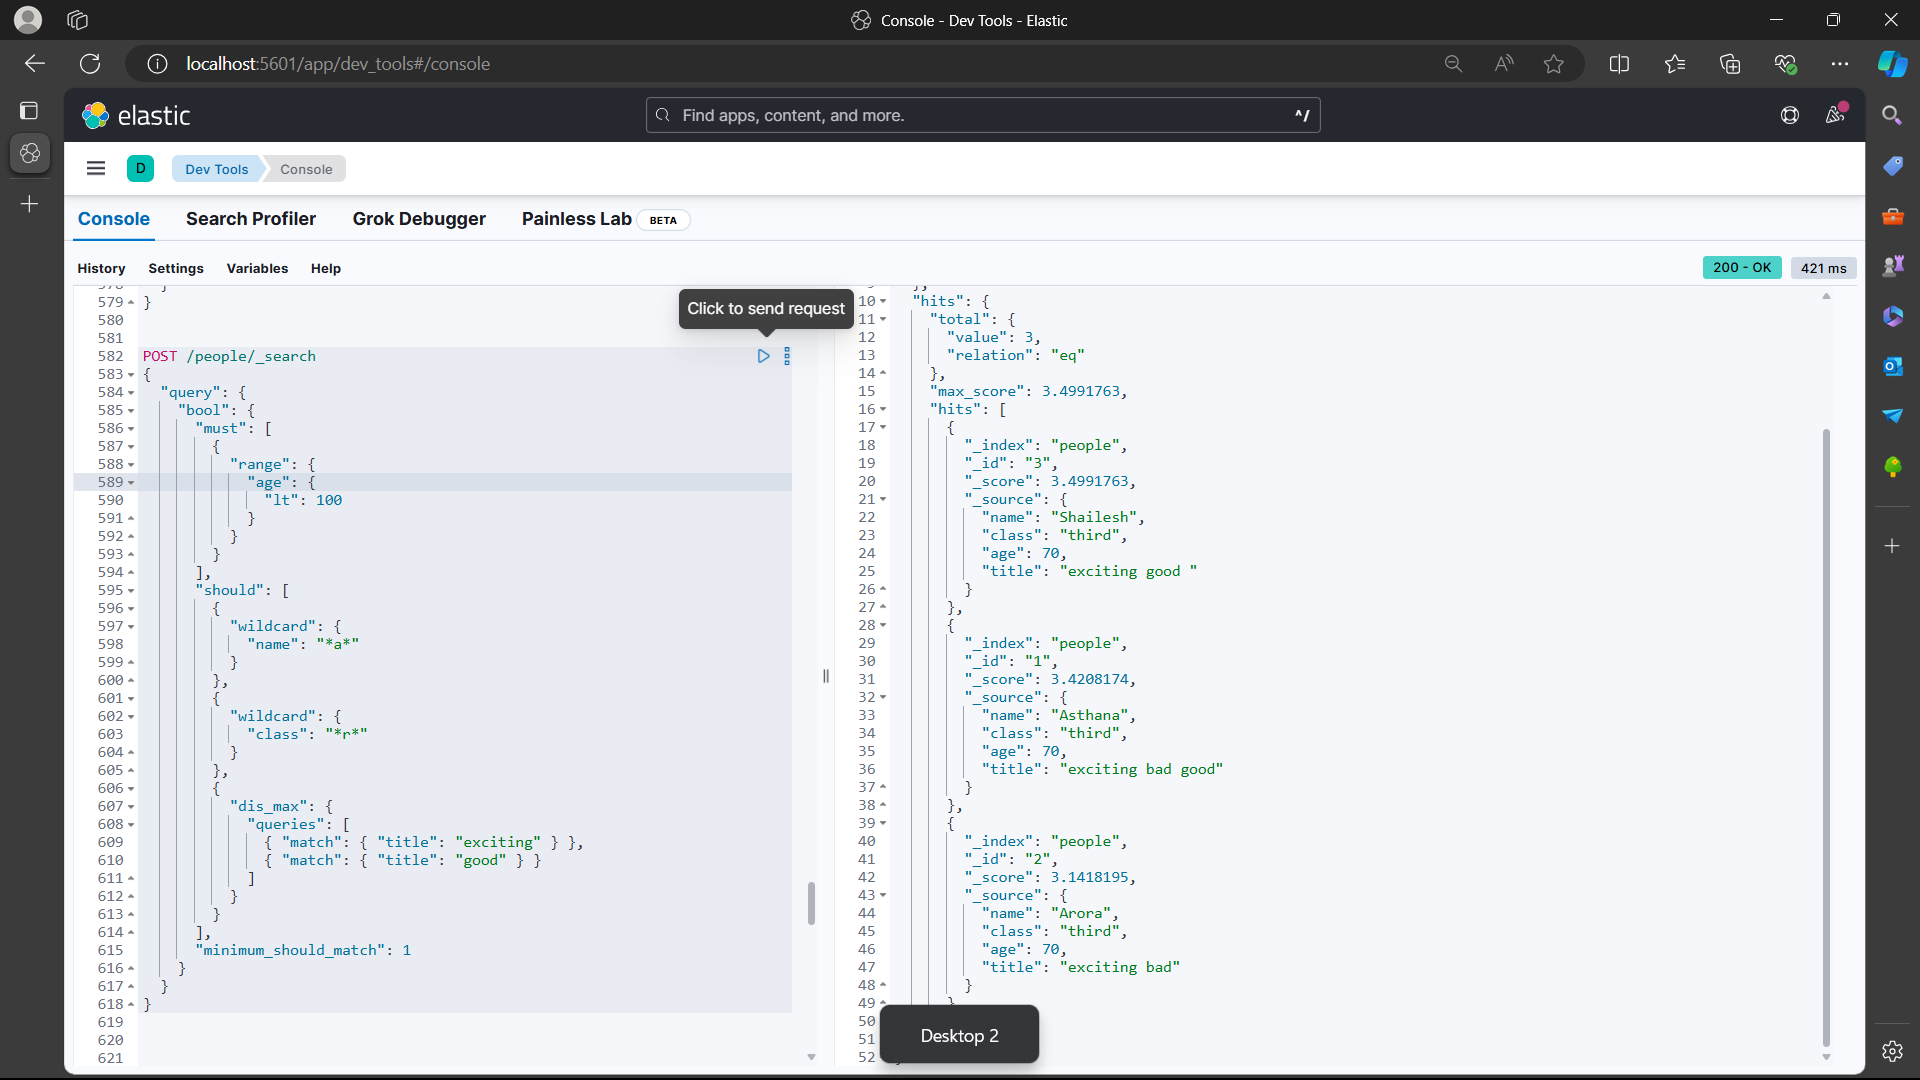 Console - Dev Tools - Elastic
localhost:5601/app/dev_tools#/console
elastic
Find apps, content, and more.
^/
D
Dev Tools
Console
Console
Search Profiler
Grok Debugger
Painless Lab
BETA
History
Settings
Variables
Help
200 - OK
421 ms
Click to send request
579 }
580
581
582 POST /people/_search
583 {
584 "query": {
585 "bool": {
586 "must": [
587 {
588 "range": {
589 "age": {
590 "lt": 100
591 }
592 }
593 }
594 ],
595 "should": [
596 {
597 "wildcard": {
598 "name": "*a*"
599 }
600 },
601 {
602 "wildcard": {
603 "class": "*r*"
604 }
605 },
606 {
607 "dis_max": {
608 "queries": [
609 { "match": { "title": "exciting" } },
610 { "match": { "title": "good" } }
611 ]
612 }
613 }
614 ],
615 "minimum_should_match": 1
616 }
617 }
618 }
619
620
621
10 "hits": {
11 "total": {
12 "value": 3,
13 "relation": "eq"
14 },
15 "max_score": 3.4991763,
16 "hits": [
17 {
18 "_index": "people",
19 "_id": "3",
20 "_score": 3.4991763,
21 "_source": {
22 "name": "Shailesh",
23 "class": "third",
24 "age": 70,
25 "title": "exciting good "
26 }
27 },
28 {
29 "_index": "people",
30 "_id": "1",
31 "_score": 3.4208174,
32 "_source": {
33 "name": "Asthana",
34 "class": "third",
35 "age": 70,
36 "title": "exciting bad good"
37 }
38 },
39 {
40 "_index": "people",
41 "_id": "2",
42 "_score": 3.1418195,
43 "_source": {
44 "name": "Arora",
45 "class": "third",
46 "age": 70,
47 "title": "exciting bad"
48 }
49 }
50
51
52
Desktop 2